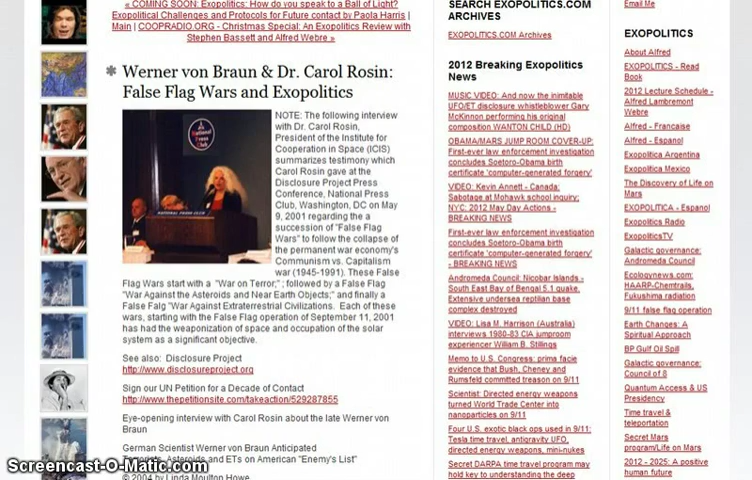 « COMING SOON: Exopolitics: How do you speak to a Ball of Light?
Exopolitical Challenges and Protocols for Future contact by Paola Harris |
Main | COOPRADIO.ORG - Christmas Special: An Exopolitics Review with
Stephen Bassett and Alfred Webre »
Werner von Braun & Dr. Carol Rosin:
False Flag Wars and Exopolitics
NOTE: The following interview
with Dr. Carol Rosin,
President of the Institute for
Cooperation in Space (ICIS)
summarizes testimony which
Carol Rosin gave at the
Disclosure Project Press
Conference, National Press
Club, Washington, DC on May
9, 2001 regarding the a
succession of "False Flag
Wars" to follow the collapse of
the permanent war economy's
Communism vs. Capitalism
war (1945-1991). These False
Flag Wars start with a "War on Terror;" ; followed by a False Flag
"War Against the Asteroids and Near Earth Objects;" and finally a
False Falg "War Against Extraterrestrial Civilizations. Each of these
wars, starting with the False Flag operation of September 11, 2001
has had the weaponization of space and occupation of the solar
system as a significant objective.
See also: Disclosure Project
http://www.disclosureproject.org
Sign our UN Petition for a Decade of Contact
http://www.thepetitionsite.com/takeaction/529287855
Eye-opening interview with Carol Rosin about the late Werner von
Braun
German Scientist Werner von Braun Anticipated
Terrorists, Asteroids and ETs on American "Enemy's List"
© 2004 by Linda Moulton Howe
National Press Club
NATIONAL PRESS CLUB
SEARCH EXOPOLITICS.COM
ARCHIVES
EXOPOLITICS.COM Archives
2012 Breaking Exopolitics
News
MUSIC VIDEO: And now the inimitable
UFO/ET disclosure whistleblower Gary
McKinnon performing his original
composition WANTON CHILD (HD)
OBAMA/MARS JUMP ROOM COVER-UP:
First-ever law enforcement investigation
concludes Soetoro-Obama birth
certificate 'computer-generated forgery'
VIDEO: Kevin Annett - Canada:
Sabotage at Mohawk school inquiry;
NYC: 2012 May Day Actions -
BREAKING NEWS
First-ever law enforcement investigation
concludes Soetoro-Obama birth
certificate 'computer-generated forgery'
- BREAKING NEWS
Andromeda Council: Nicobar Islands -
South East Bay of Bengal 5.1 quake.
Extensive undersea reptilian base
complex destroyed
VIDEO: Lisa M. Harrison (Australia)
interviews 1980-83 CIA jumproom
experiencer William B. Stillings
Memo to U.S. Congress: prima facie
evidence that Bush, Cheney and
Rumsfeld committed treason on 9/11
Scientist: Directed energy weapons
turned World Trade Center into
nanoparticles on 9/11
Four U.S. exotic black ops used in 9/11:
Tesla time travel, antigravity UFO,
directed energy weapons, mini-nukes
Secret DARPA time travel program may
hold key to understanding the deep
Email Me
EXOPOLITICS
About Alfred
EXOPOLITICS - Read
Book
2012 Lecture Schedule -
Alfred Lambremont
Webre
Alfred - Francaise
Alfred - Espanol
Exopolitica Argentina
Exopolitica Mexico
The Discovery of Life on
Mars
EXOPOLITICA - Espanol
Exopolitics Radio
ExopoliticsTV
Galactic governance:
Andromeda Council
Ecologynews.com:
HAARP-Chemtrails,
Fukushima radiation
9/11 false flag operation
Earth Changes: A
Spiritual Approach
BP Gulf Oil Spill
Galactic governance:
Council of 8
Quantum Access & US
Presidency
Time travel &
teleportation
Secret Mars
program/Life on Mars
2012 - 2025: A positive
human future
Screencast-O-Matic.com